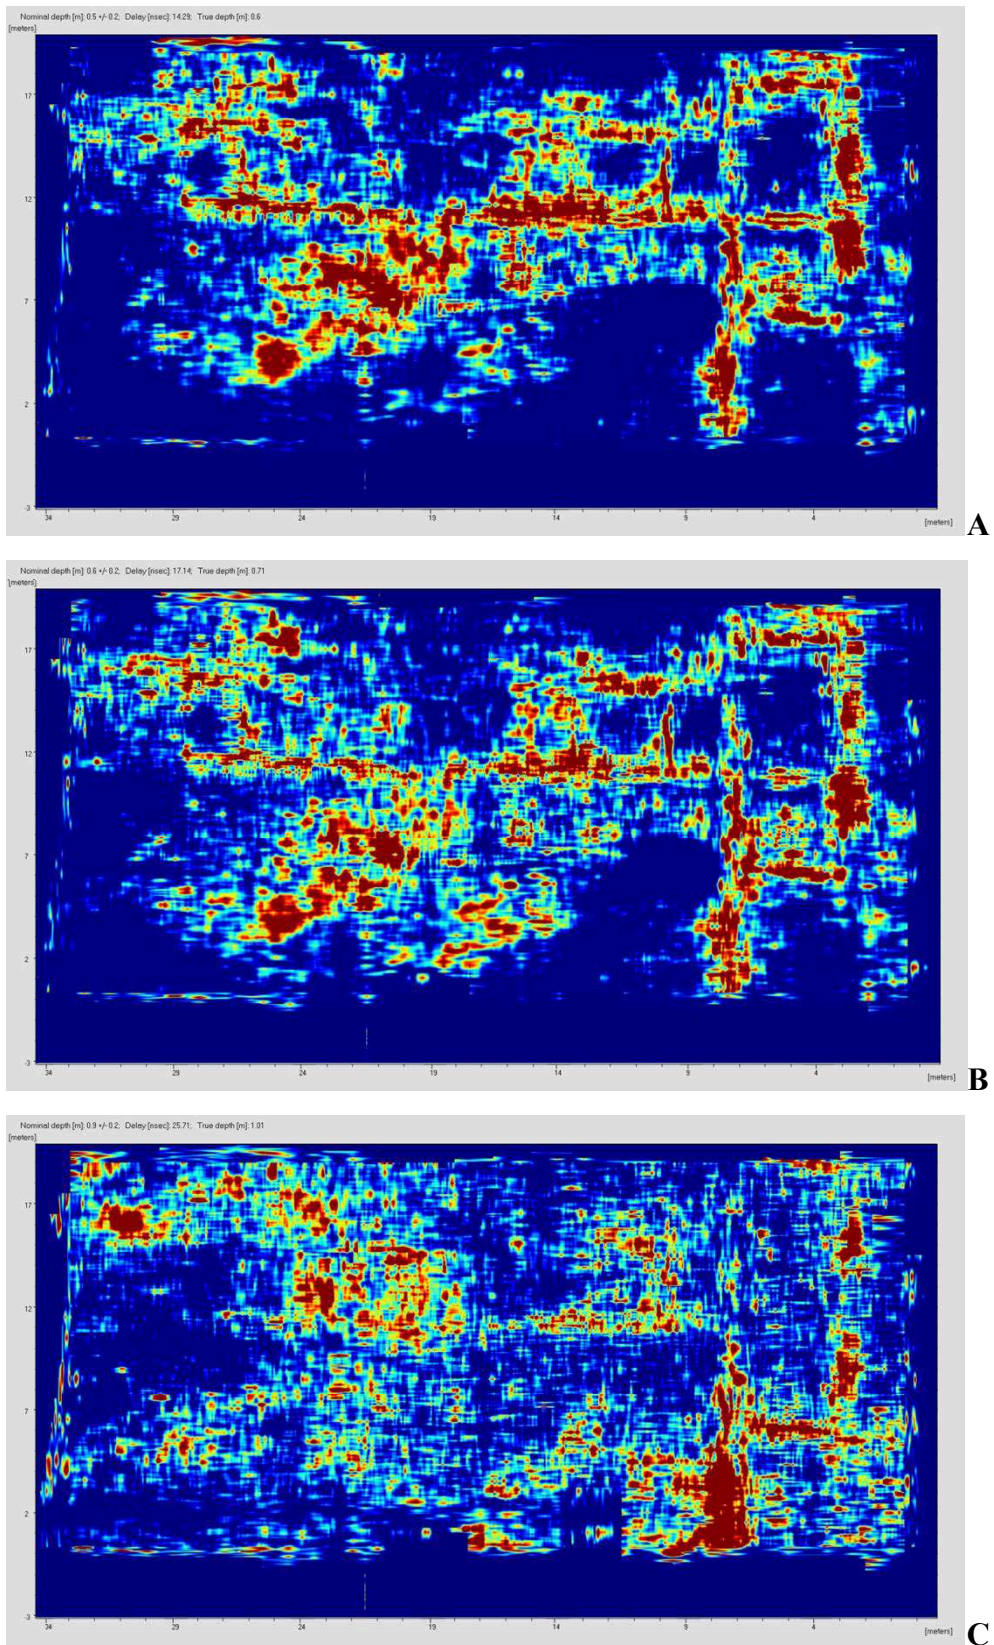 Nominal depth [m]: 0.5 +/- 0.2; Delay [nsec]: 14.29; True depth [m]: 0.6
[meters]
17
12
7
2
-3
34 29 24 19 14 9 4
[meters]
A
Nominal depth [m]: 0.6 +/- 0.2; Delay [nsec]: 17.14; True depth [m]: 0.71
[meters]
17
12
7
2
-3
34 29 24 19 14 9 4
[meters]
B
Nominal depth [m]: 0.9 +/- 0.2; Delay [nsec]: 25.71; True depth [m]: 1.01
[meters]
17
12
7
2
-3
34 29 24 19 14 9 4
[meters]
C